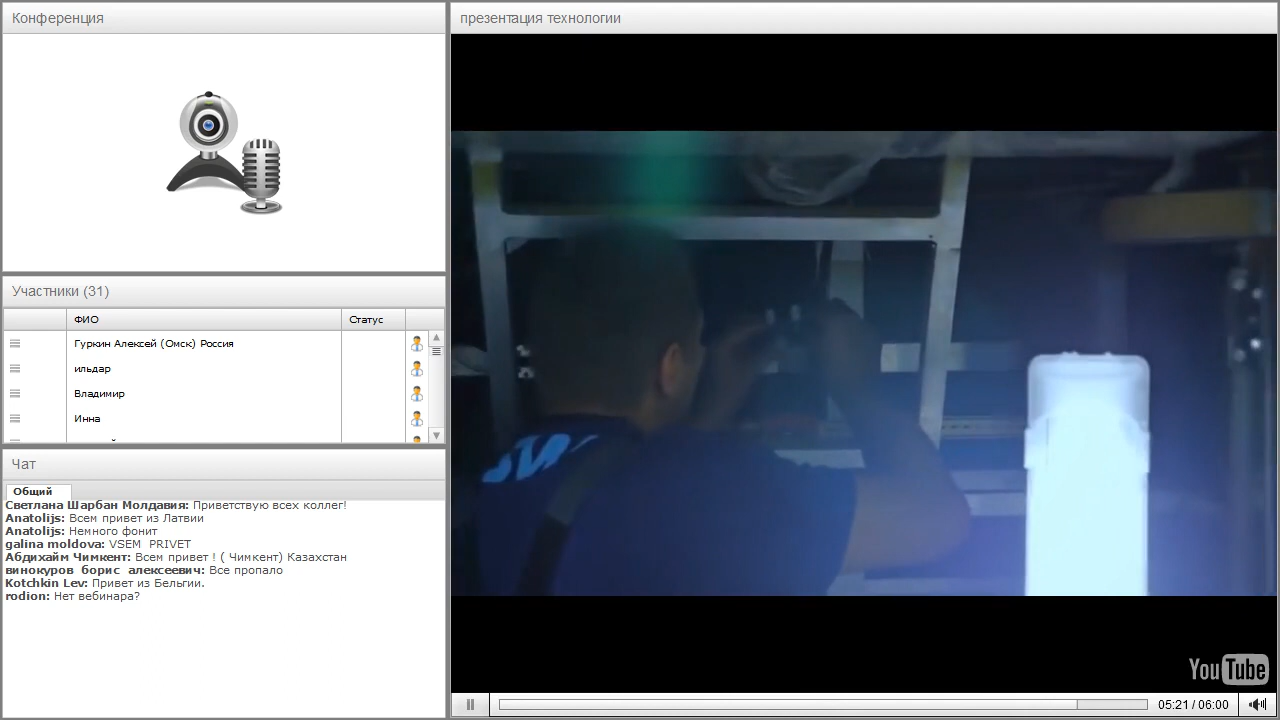 Конференция
презентация технологии
Участники (31)
ФИО
Статус
Гуркин Алексей (Омск) Россия
ильдар
Владимир
Инна
Чат
Общий
Светлана Шарбан Молдавия: Приветствую всех коллег!
Anatolijs: Всем привет из Латвии
Anatolijs: Немного фонит
galina moldova: VSEM PRIVET
Абдихайм Чимкент: Всем привет ! ( Чимкент) Казахстан
винокуров борис алексеевич: Все пропало
Kotchkin Lev: Привет из Бельгии.
rodion: Нет вебинара?
YouTube
05:21 / 06:00